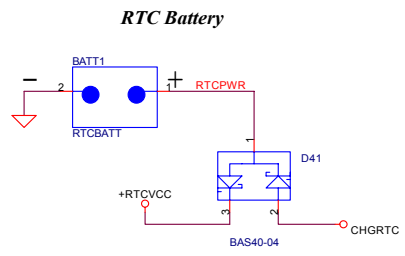 RTC Battery
BATT1
- +
2 1 RTCPWR
RTCBATT
1
D41
+RTCVCC
3 2
CHGRTC
BAS40-04